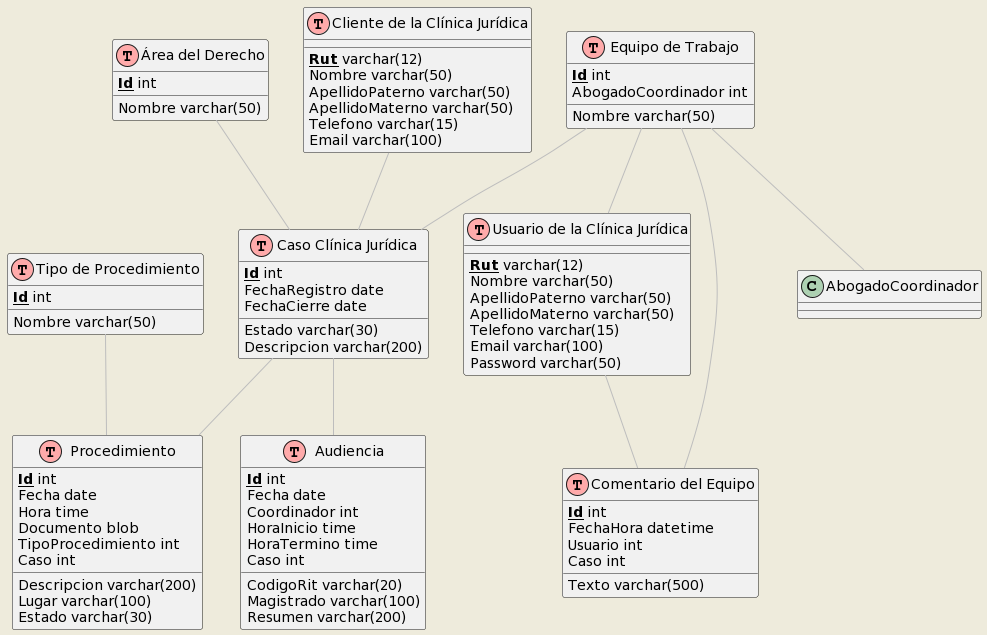 T Cliente de la Clínica Jurídica
Rut varchar(12)
Nombre varchar(50)
ApellidoPaterno varchar(50)
ApellidoMaterno varchar(50)
Telefono varchar(15)
Email varchar(100)
T Área del Derecho
Id int
Nombre varchar(50)
T Equipo de Trabajo
Id int
AbogadoCoordinador int
Nombre varchar(50)
T Tipo de Procedimiento
Id int
Nombre varchar(50)
T Caso Clínica Jurídica
Id int
FechaRegistro date
FechaCierre date
Estado varchar(30)
Descripcion varchar(200)
T Usuario de la Clínica Jurídica
Rut varchar(12)
Nombre varchar(50)
ApellidoPaterno varchar(50)
ApellidoMaterno varchar(50)
Telefono varchar(15)
Email varchar(100)
Password varchar(50)
C AbogadoCoordinador
T Procedimiento
Id int
Fecha date
Hora time
Documento blob
TipoProcedimiento int
Caso int
Descripcion varchar(200)
Lugar varchar(100)
Estado varchar(30)
T Audiencia
Id int
Fecha date
Coordinador int
HoraInicio time
HoraTermino time
Caso int
CodigoRit varchar(20)
Magistrado varchar(100)
Resumen varchar(200)
T Comentario del Equipo
Id int
FechaHora datetime
Usuario int
Caso int
Texto varchar(500)